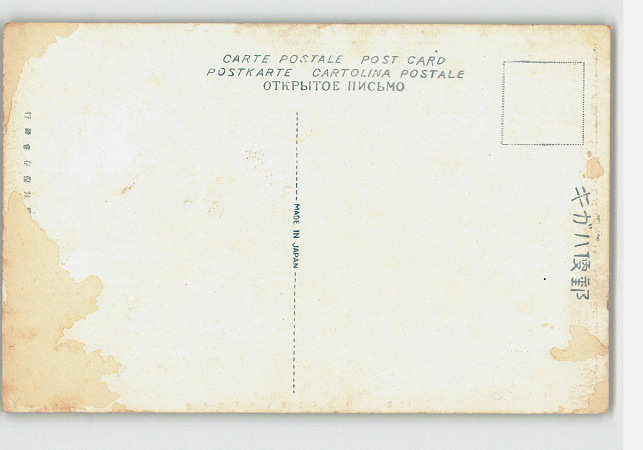 CARTE POSTALE POST CARD
POSTKARTE CARTOLINA POSTALE
ОТКРЫТОЕ ПИСЬМО
MADE IN JAPAN
キガハ便郵